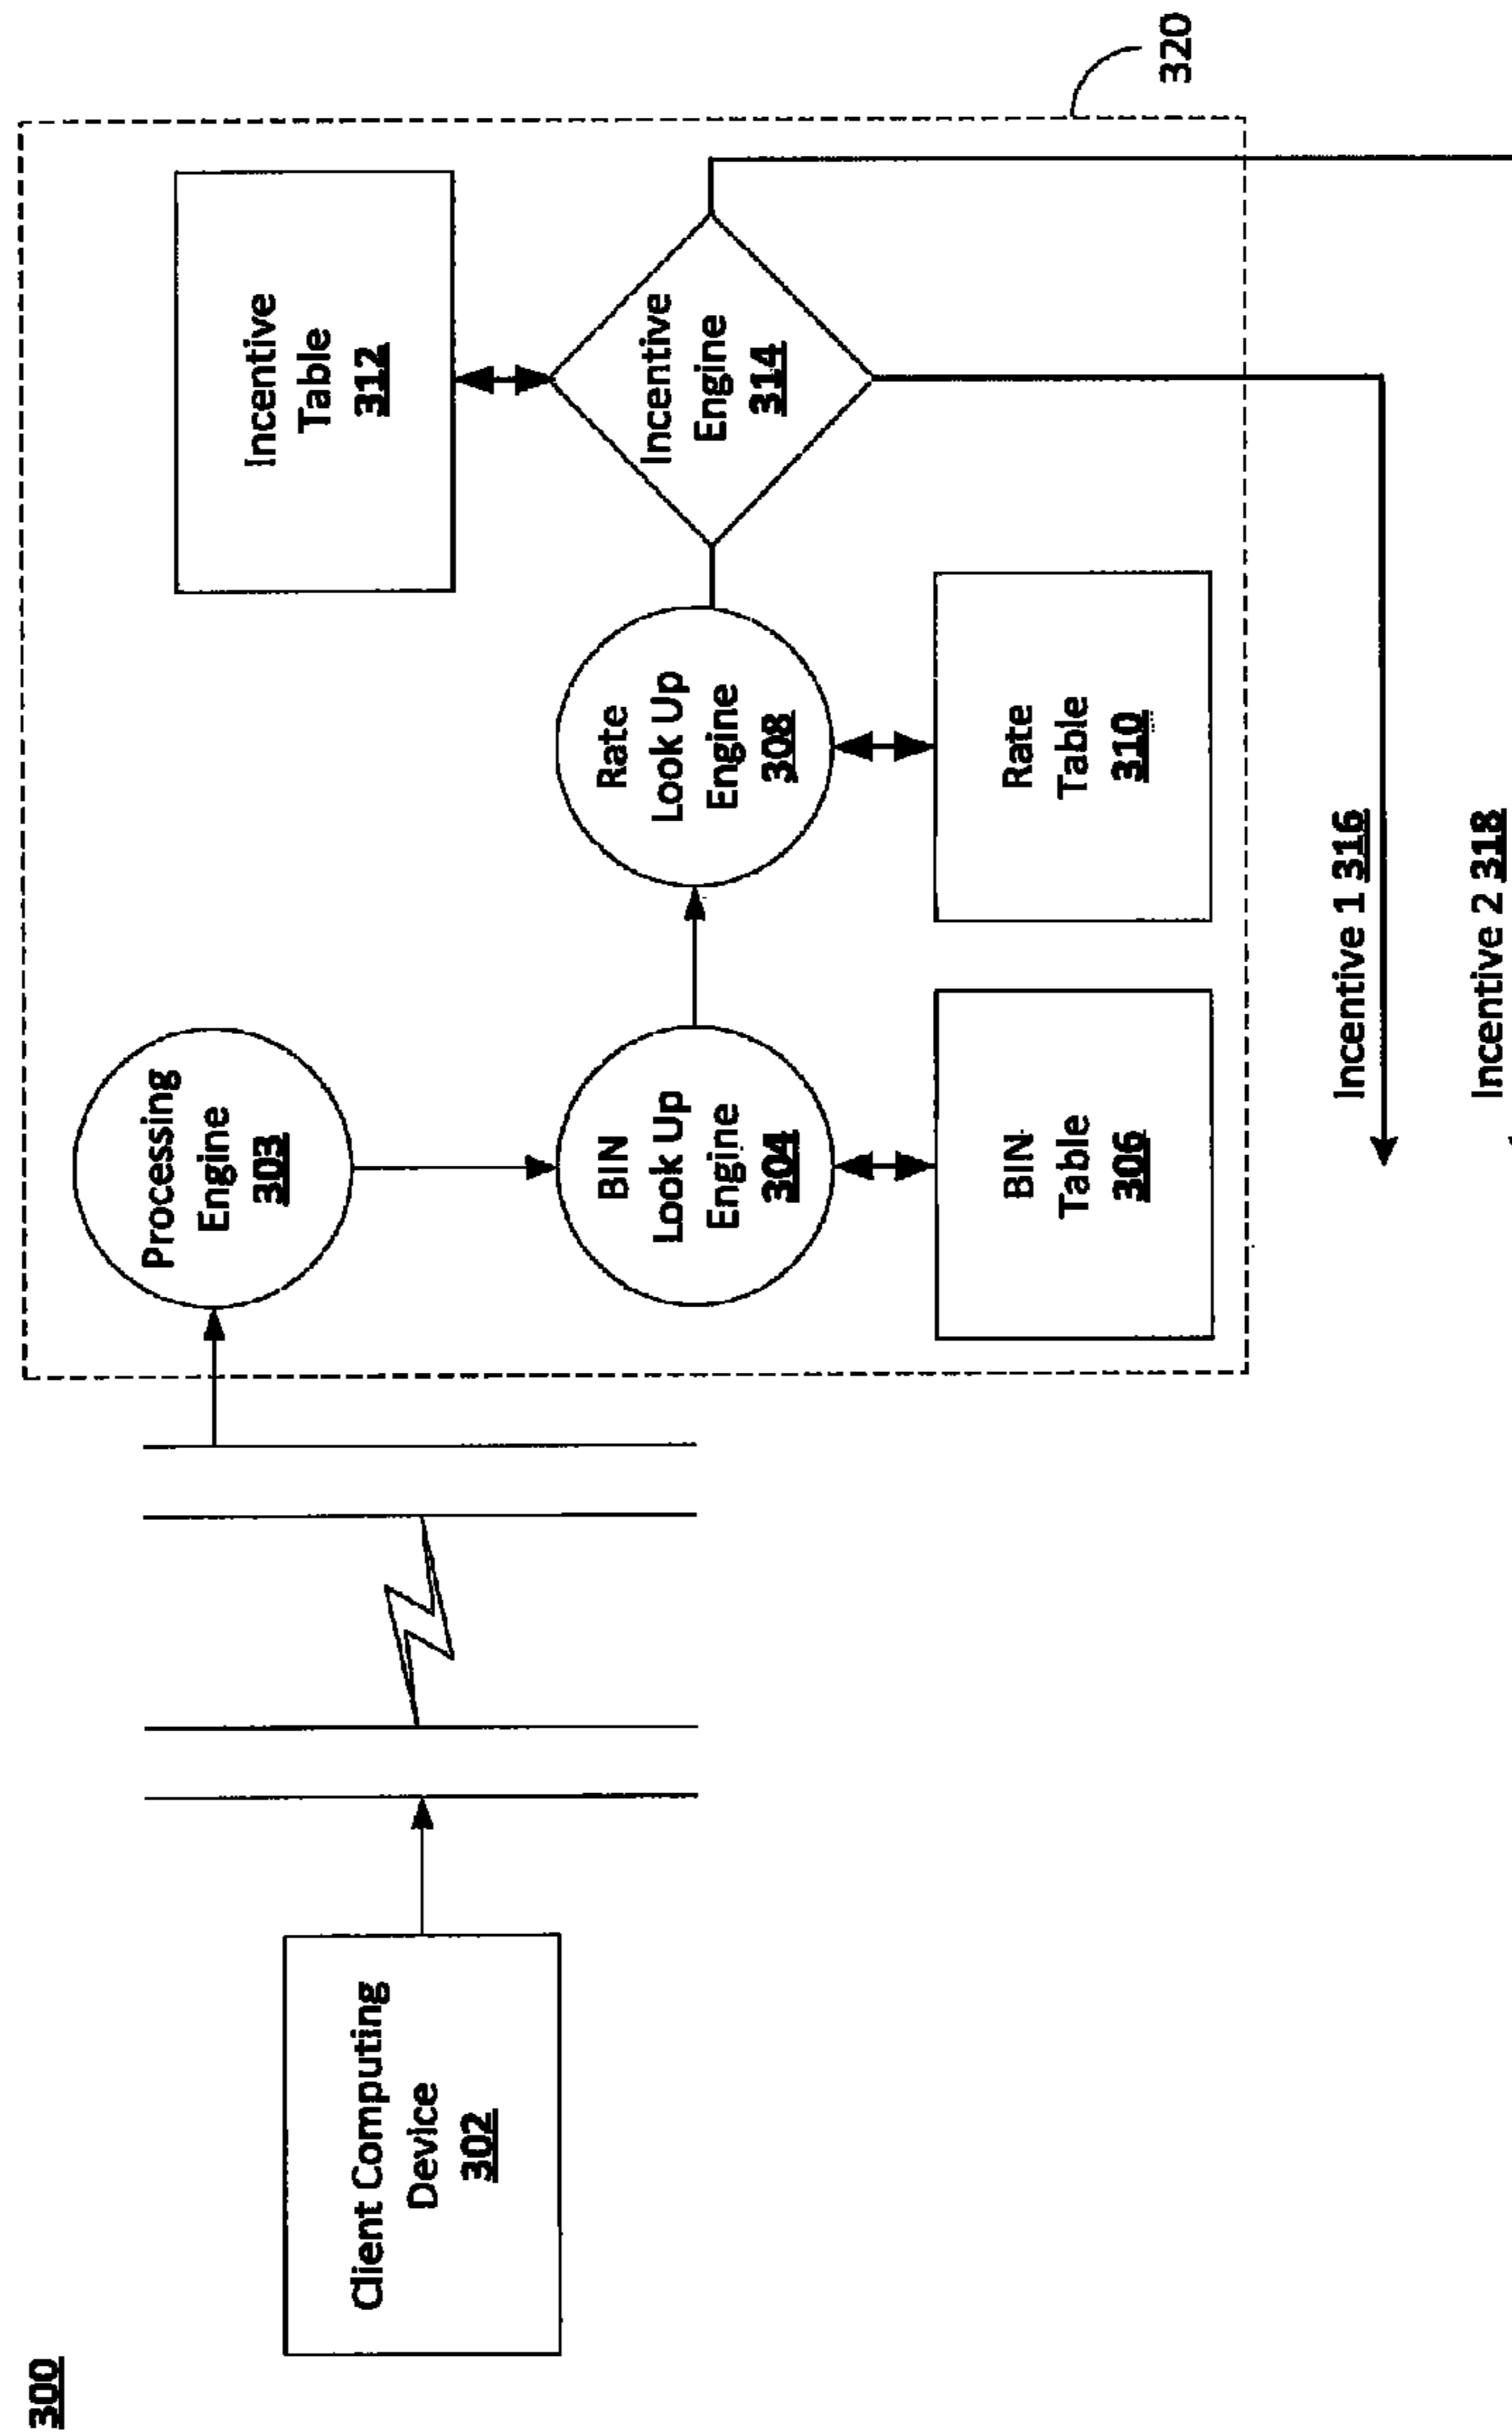 300
Client Computing
Device
302
Processing
Engine
303
BIN
Look Up
Engine
304
BIN
Table
306
Rate
Look Up
Engine
308
Rate
Table
310
Incentive
Table
312
Incentive
Engine
314
320
Incentive 1 316
Incentive 2 318